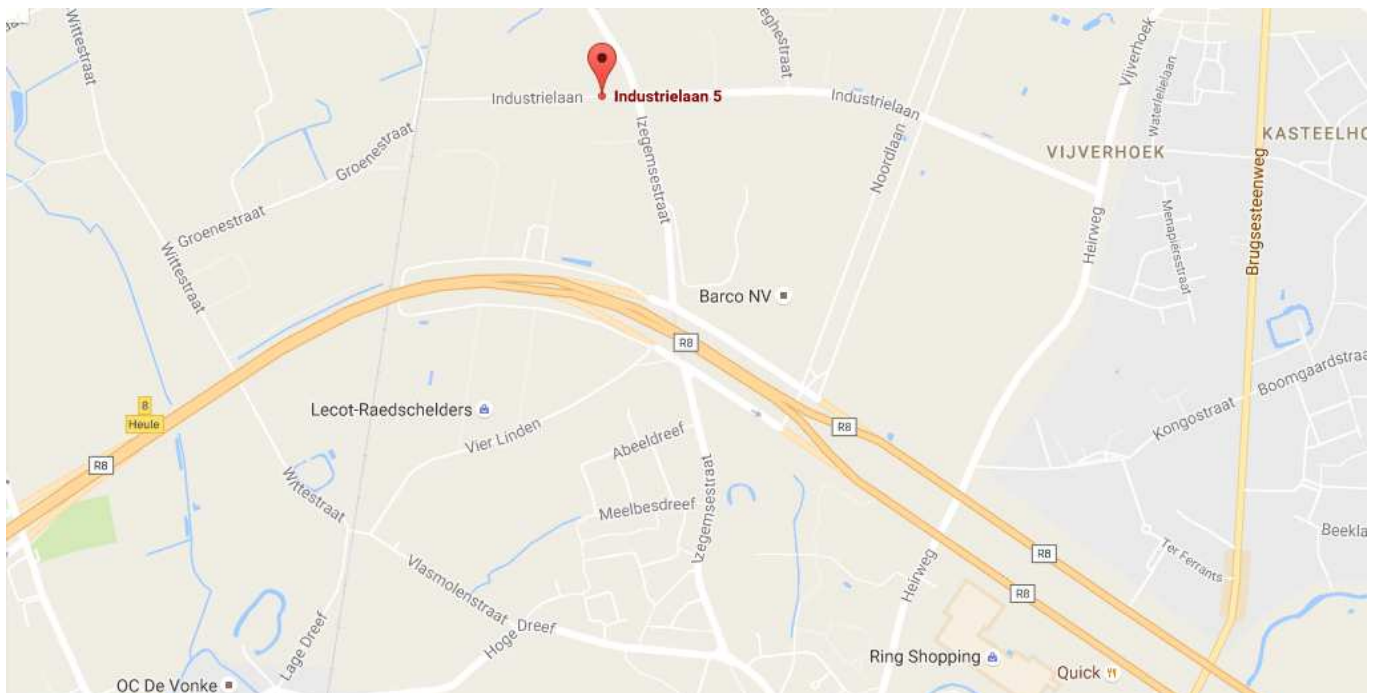 Wittestraat
Industrielaan
Industrielaan 5
eghestraat
Industrielaan
Vijverhoek
Waterlelielaan
KASTEELHO
VIJVERHOEK
Groenestraat
Izegemsestraat
Noordlaan
Groenestraat
Menapiërsstraat
Brugsesteenweg
Heirweg
Wittestraat
Barco NV
R8
Boomgaardstraa
8
Heule
Lecot-Raedschelders
Kongostraat
R8
Vier Linden
Abeeldreef
R8
Wittestraat
Izegemsestraat
Meelbesdreef
Beekla
R8
Ter Ferrants
Heirweg
Vlasmolenstraat
R8
Lage Dreef
Hoge Dreef
Ring Shopping
Quick
OC De Vonke